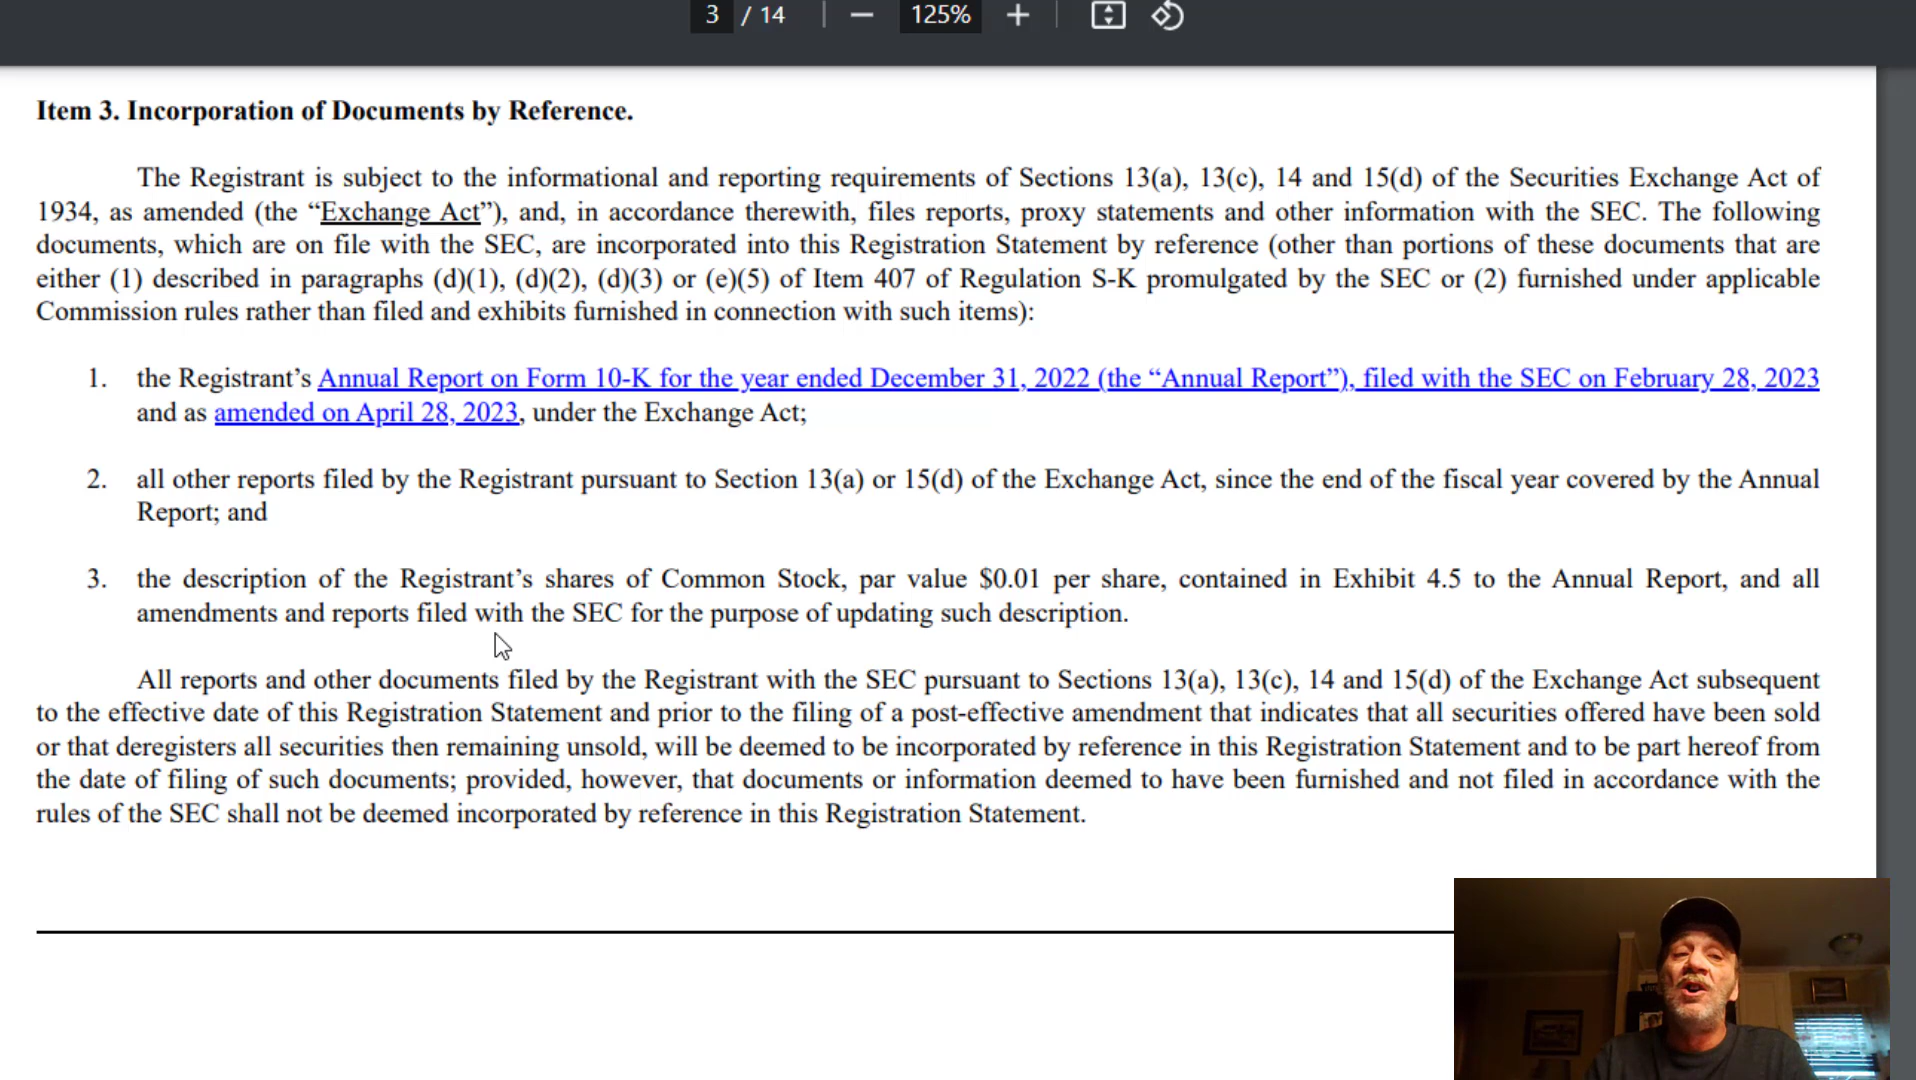 3 / 14 125%
Item 3. Incorporation of Documents by Reference.
The Registrant is subject to the informational and reporting requirements of Sections 13(a), 13(c), 14 and 15(d) of the Securities Exchange Act of
1934, as amended (the “Exchange Act”), and, in accordance therewith, files reports, proxy statements and other information with the SEC. The following
documents, which are on file with the SEC, are incorporated into this Registration Statement by reference (other than portions of these documents that are
either (1) described in paragraphs (d)(1), (d)(2), (d)(3) or (e)(5) of Item 407 of Regulation S-K promulgated by the SEC or (2) furnished under applicable
Commission rules rather than filed and exhibits furnished in connection with such items):
1. the Registrant’s Annual Report on Form 10-K for the year ended December 31, 2022 (the “Annual Report”), filed with the SEC on February 28, 2023
and as amended on April 28, 2023, under the Exchange Act;
2. all other reports filed by the Registrant pursuant to Section 13(a) or 15(d) of the Exchange Act, since the end of the fiscal year covered by the Annual
Report; and
3. the description of the Registrant’s shares of Common Stock, par value $0.01 per share, contained in Exhibit 4.5 to the Annual Report, and all
amendments and reports filed with the SEC for the purpose of updating such description.
All reports and other documents filed by the Registrant with the SEC pursuant to Sections 13(a), 13(c), 14 and 15(d) of the Exchange Act subsequent
to the effective date of this Registration Statement and prior to the filing of a post-effective amendment that indicates that all securities offered have been sold
or that deregisters all securities then remaining unsold, will be deemed to be incorporated by reference in this Registration Statement and to be part hereof from
the date of filing of such documents; provided, however, that documents or information deemed to have been furnished and not filed in accordance with the
rules of the SEC shall not be deemed incorporated by reference in this Registration Statement.